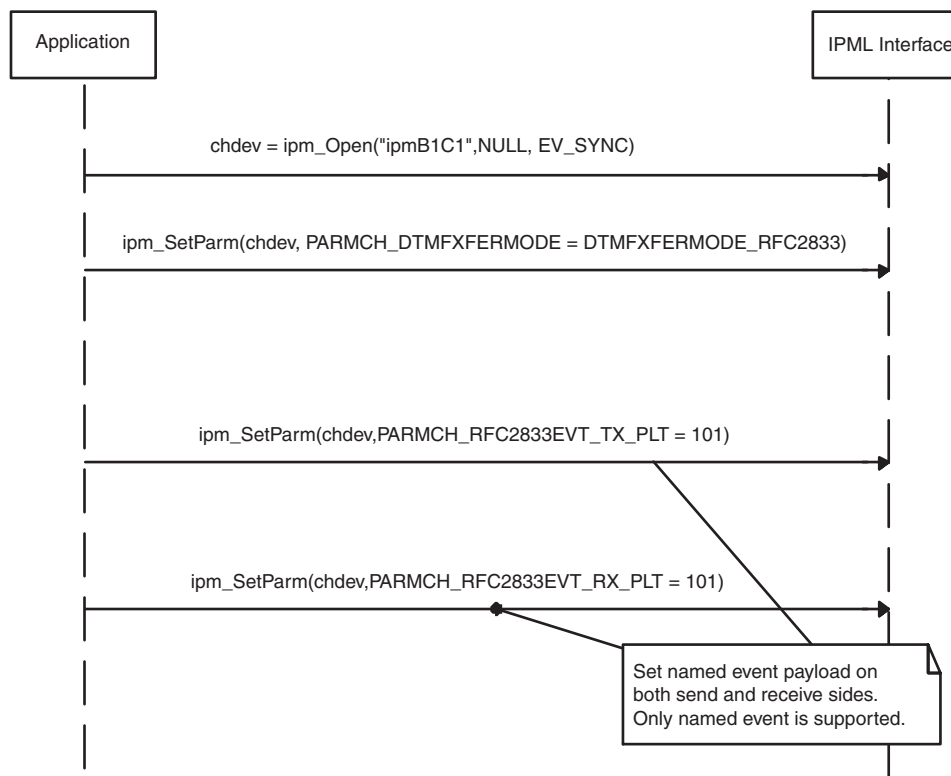 Application
IPML Interface
chdev = ipm_Open("ipmB1C1",NULL, EV_SYNC)
ipm_SetParm(chdev, PARMCH_DTMFXFERMODE = DTMFXFERMODE_RFC2833)
ipm_SetParm(chdev,PARMCH_RFC2833EVT_TX_PLT = 101)
ipm_SetParm(chdev,PARMCH_RFC2833EVT_RX_PLT = 101)
Set named event payload on
both send and receive sides.
Only named event is supported.